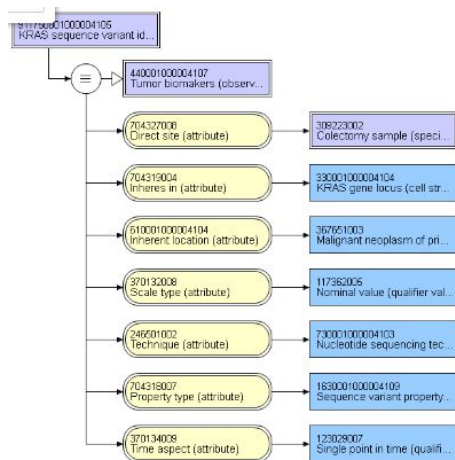 KRAS sequence variant id...
≡
440001000004107
Tumor biomakers (observ...
704327008
Direct site (attribute)
309223002
Colectomy sample (speci...
704319004
Inheres in (attribute)
330001000004104
KRAS gene locus (cell str...
610001000004104
Inherent location (attribute)
367651003
Malignant neoplasm of pri...
370132008
Scale type (attribute)
117362005
Nominal value (qualifier val...
246501002
Technique (attribute)
730001000004103
Nucleotide sequencing tec...
704318007
Property type (attribute)
1630001000004109
Sequence variant property...
370134009
Time aspect (attribute)
123029007
Single point in time (qualifi...